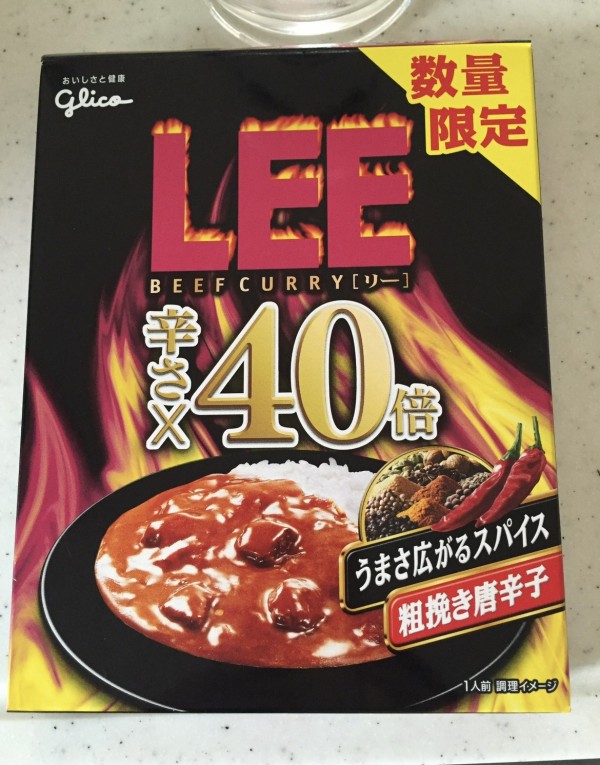 おいしさと健康
glico
数量
限定
LEE
BEEF CURRY [リー]
辛さ×40倍
うまさ広がるスパイス
粗挽き唐辛子
1人前 調理イメージ